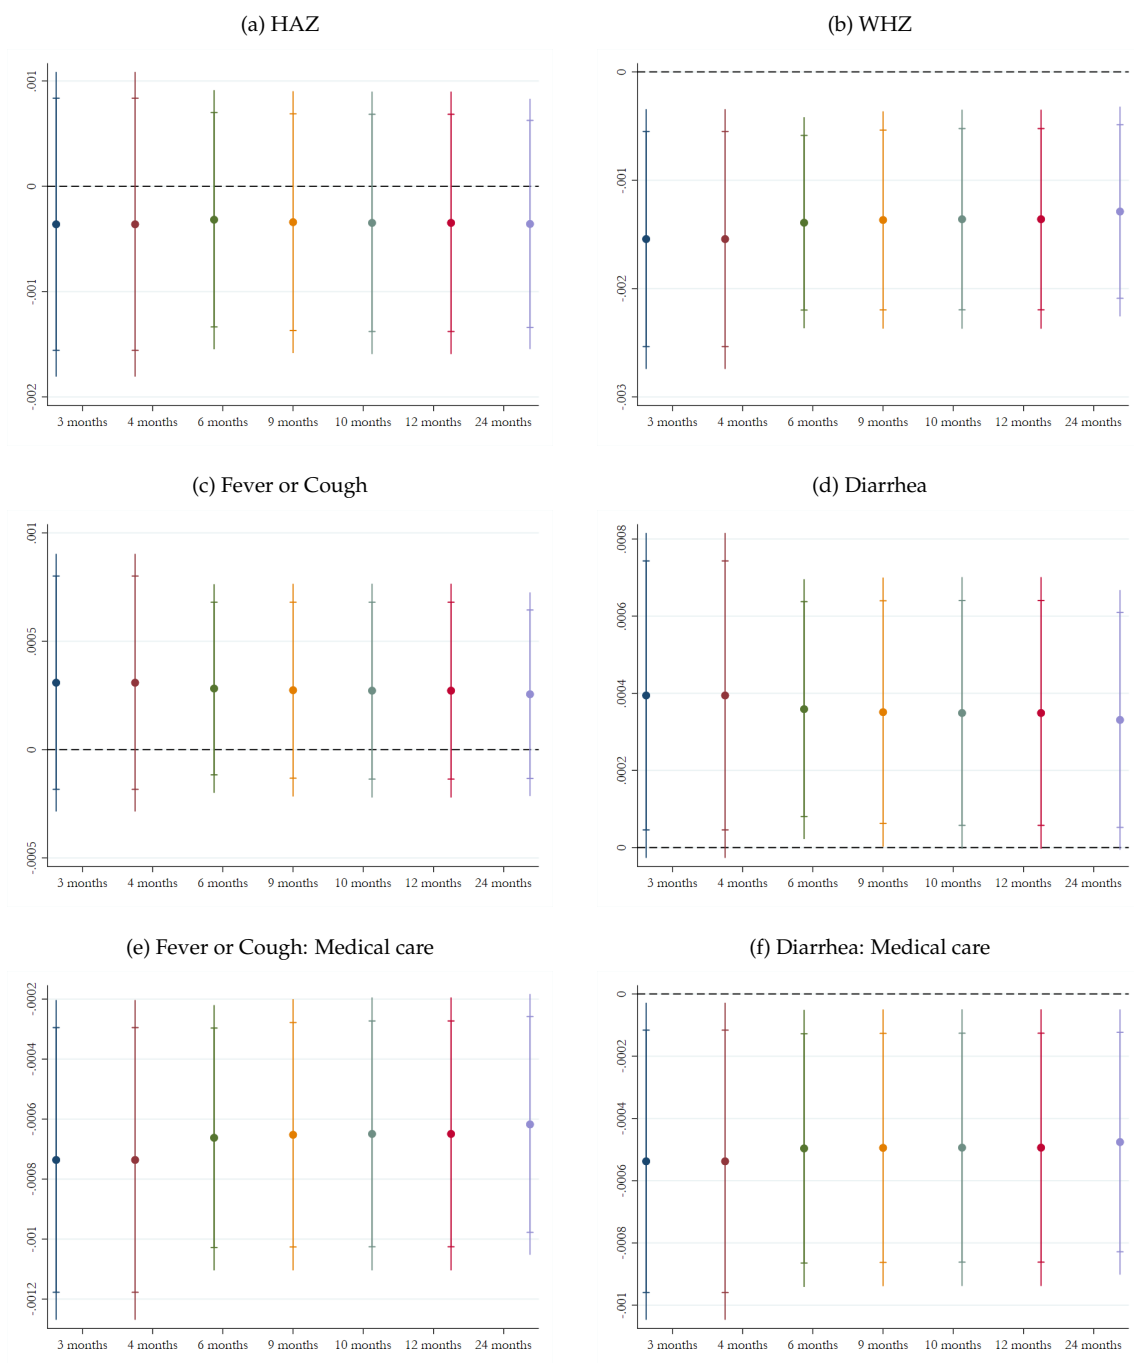 (a) HAZ
.001
0
-.001
-.002
3 months 4 months 6 months 9 months 10 months 12 months 24 months
(b) WHZ
0
-.001
-.002
-.003
3 months 4 months 6 months 9 months 10 months 12 months 24 months
(c) Fever or Cough
.001
.0005
0
-.0005
3 months 4 months 6 months 9 months 10 months 12 months 24 months
(d) Diarrhea
.0008
.0006
.0004
.0002
0
3 months 4 months 6 months 9 months 10 months 12 months 24 months
(e) Fever or Cough: Medical care
-.0002
-.0004
-.0006
-.0008
-.001
-.0012
3 months 4 months 6 months 9 months 10 months 12 months 24 months
(f) Diarrhea: Medical care
0
-.0002
-.0004
-.0006
-.0008
-.001
3 months 4 months 6 months 9 months 10 months 12 months 24 months